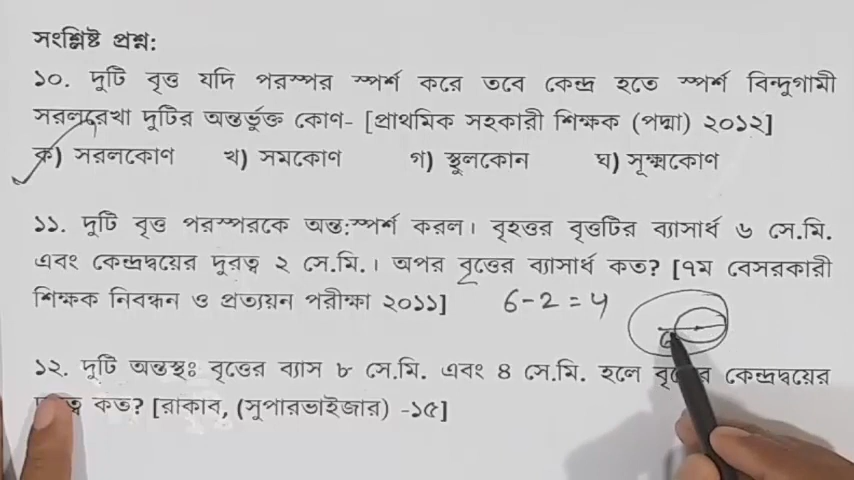 সংশ্লিষ্ট প্রশ্ন:
১০. দুটি বৃত্ত যদি পরস্পর স্পর্শ করে তবে কেন্দ্র হতে স্পর্শ বিন্দুগামী
সরলরেখা দুটির অন্তর্ভুক্ত কোণ- [প্রাথমিক সহকারী শিক্ষক (পদ্মা) ২০১২]
ক) সরলকোণ খ) সমকোণ গ) স্থুলকোন ঘ) সূক্ষ্মকোণ
১১. দুটি বৃত্ত পরস্পরকে অন্ত:স্পর্শ করল। বৃহত্তর বৃত্তটির ব্যাসার্ধ ৬ সে.মি.
এবং কেন্দ্রদ্বয়ের দুরত্ব ২ সে.মি.। অপর বৃত্তের ব্যাসার্ধ কত? [৭ম বেসরকারী
শিক্ষক নিবন্ধন ও প্রত্যয়ন পরীক্ষা ২০১১] 6-2=4
১২. দুটি অন্তস্থঃ বৃত্তের ব্যাস ৮ সে.মি. এবং ৪ সে.মি. হলে কেন্দ্রদ্বয়ের
কত? [রাকাব, (সুপারভাইজার) -১৫]